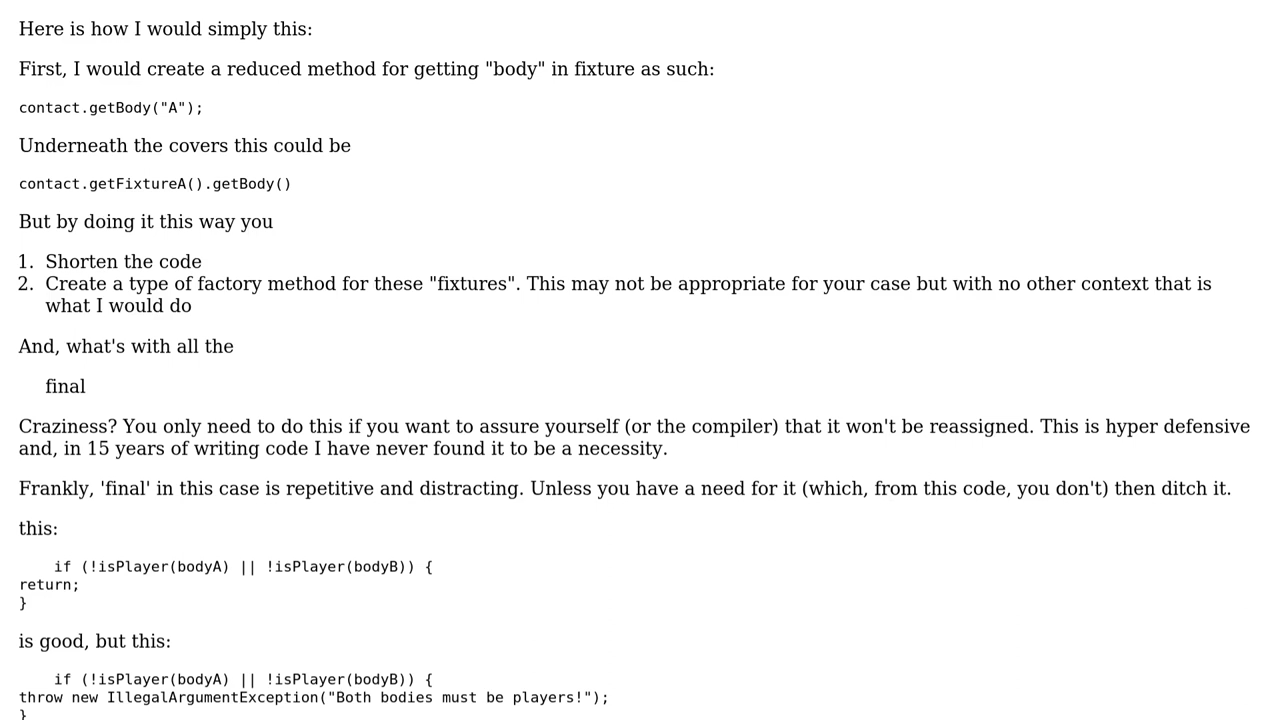 Here is how I would simply this:
First, I would create a reduced method for getting "body" in fixture as such:
contact.getBody("A");
Underneath the covers this could be
contact.getFixtureA().getBody()
But by doing it this way you
1. Shorten the code
2. Create a type of factory method for these "fixtures". This may not be appropriate for your case but with no other context that is
what I would do
And, what's with all the
final
Craziness? You only need to do this if you want to assure yourself (or the compiler) that it won't be reassigned. This is hyper defensive
and, in 15 years of writing code I have never found it to be a necessity.
Frankly, 'final' in this case is repetitive and distracting. Unless you have a need for it (which, from this code, you don't) then ditch it.
this:
if (!isPlayer(bodyA) || !isPlayer(bodyB)) {
return;
}
is good, but this:
if (!isPlayer(bodyA) || !isPlayer(bodyB)) {
throw new IllegalArgumentException("Both bodies must be players!");
}